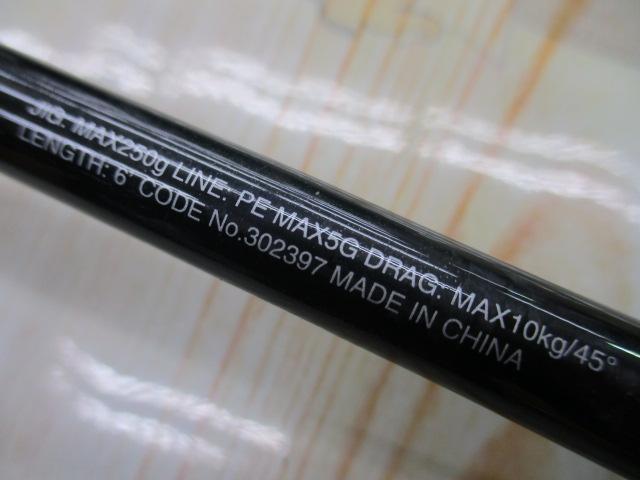 JIG: MAX250g LINE: PE MAX5G DRAG: MAX10kg/45°
LENGTH: 6' CODE No.302397 MADE IN CHINA